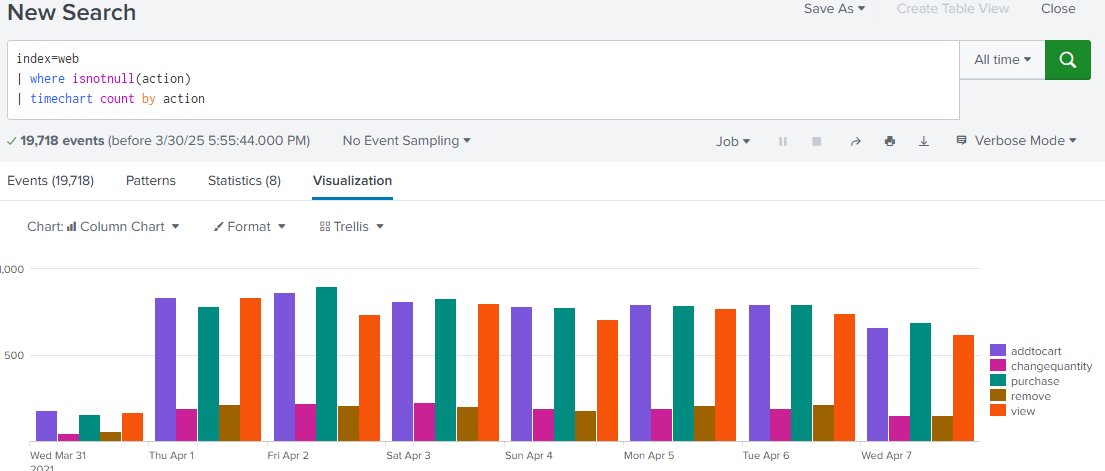 New Search
Save As ▾ Create Table View Close
index=web
| where isnotnull(action)
| timechart count by action
All time ▾
✓ 19,718 events (before 3/30/25 5:55:44.000 PM) No Event Sampling ▾ Job ▾ Verbose Mode ▾
Events (19,718) Patterns Statistics (8) Visualization
Chart: Column Chart ▾ Format ▾ Trellis ▾
1,000
500
addtocart
changequantity
purchase
remove
view
Wed Mar 31 Thu Apr 1 Fri Apr 2 Sat Apr 3 Sun Apr 4 Mon Apr 5 Tue Apr 6 Wed Apr 7
2021